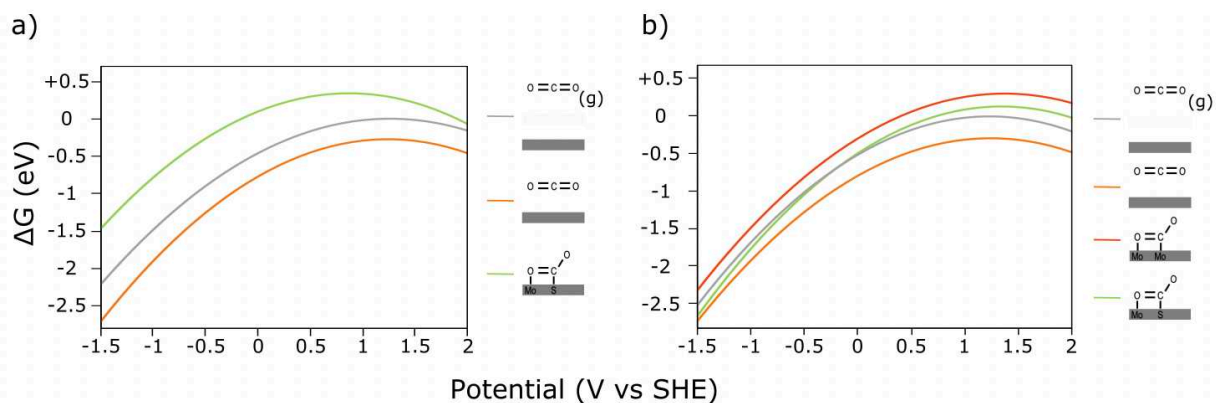 a)
ΔG (eV)
+0.5
0
-0.5
-1
-1.5
-2
-2.5
-1.5 -1 -0.5 0 0.5 1 1.5 2
O=C=O (g)
O=C=O
O
O=C
Mo S
b)
+0.5
0
-0.5
-1
-1.5
-2
-2.5
-1.5 -1 -0.5 0 0.5 1 1.5 2
O=C=O (g)
O=C=O
O
O=C
Mo Mo
O
O=C
Mo S
Potential (V vs SHE)